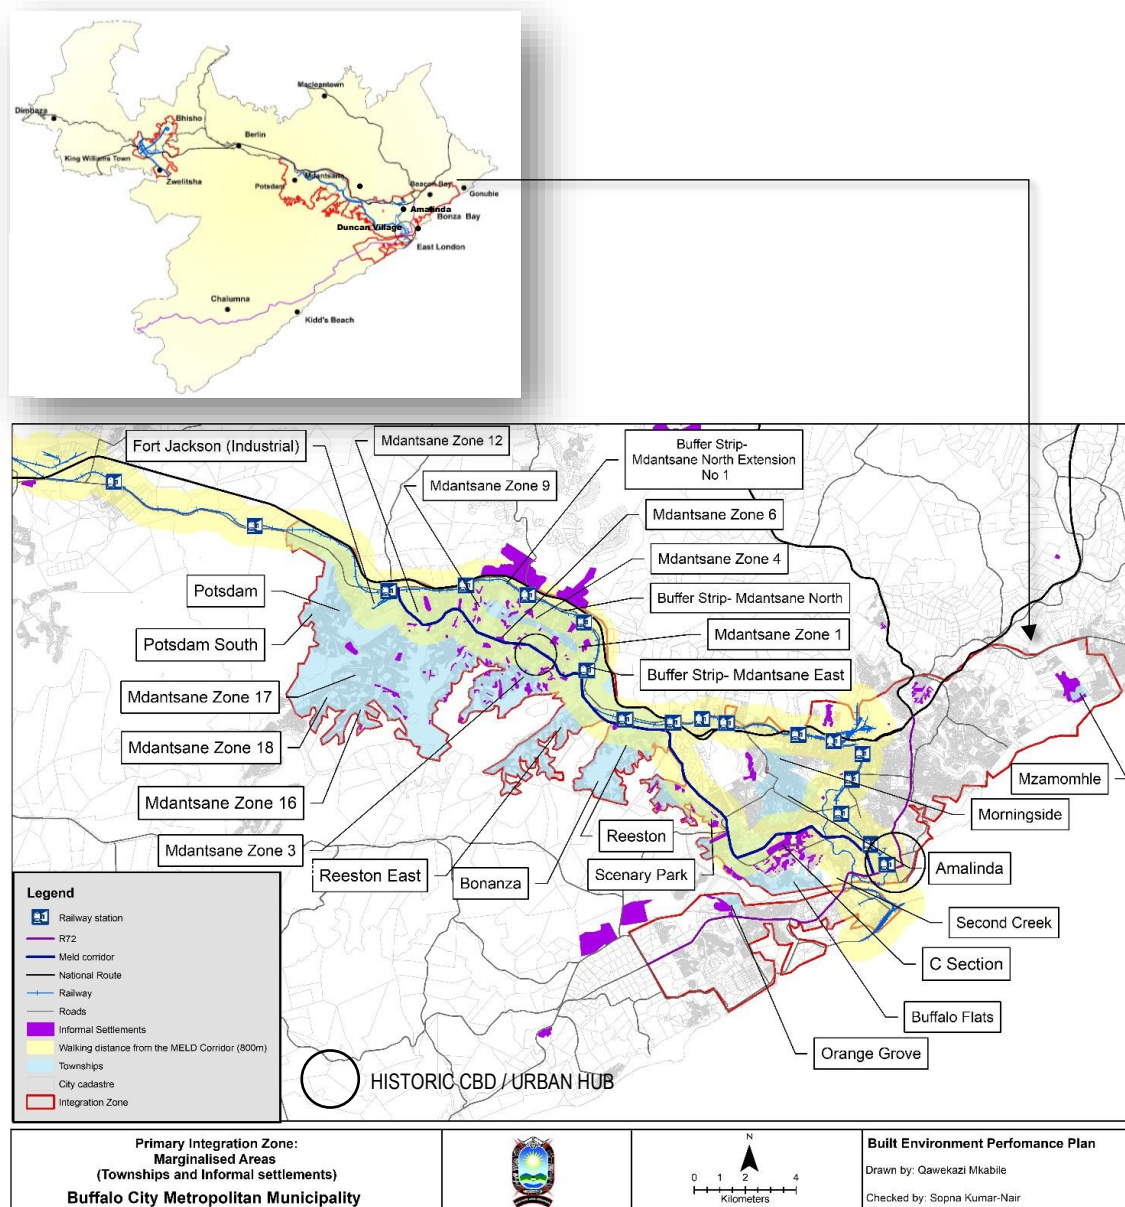 Macleantown
Dimbaza
Bhisho
Berlin
King Williams Town
Mdantsane
Potsdam
Zwelitsha
Beacon Bay
Gonubie
Amalinda
Bonza Bay
Duncan Village
East London
Chalumna
Kidd's Beach
Fort Jackson (Industrial)
Mdantsane Zone 12
Buffer Strip-
Mdantsane North Extension
No 1
Mdantsane Zone 9
Mdantsane Zone 6
Mdantsane Zone 4
Potsdam
Buffer Strip- Mdantsane North
Potsdam South
Mdantsane Zone 1
Buffer Strip- Mdantsane East
Mdantsane Zone 17
Mdantsane Zone 18
Mzamomhle
Mdantsane Zone 16
Morningside
Reeston
Mdantsane Zone 3
Amalinda
Reeston East
Bonanza
Scenary Park
Second Creek
C Section
Buffalo Flats
Orange Grove
Legend
Railway station
R72
Meld corridor
National Route
Railway
Roads
Informal Settlements
Walking distance from the MELD Corridor (800m)
Townships
City cadastre
Integration Zone
HISTORIC CBD / URBAN HUB
Primary Integration Zone:
Marginalised Areas
(Townships and Informal settlements)
Buffalo City Metropolitan Municipality
N
0 1 2 4
Kilometers
Built Environment Perfomance Plan
Drawn by: Qawekazi Mkabile
Checked by: Sopna Kumar-Nair